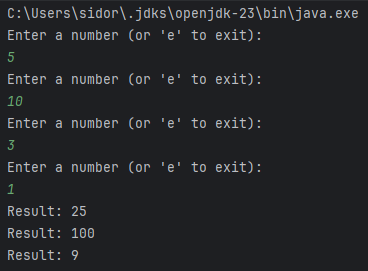 C:\Users\sidor\.jdks\openjdk-23\bin\java.exe
Enter a number (or 'e' to exit):
5
Enter a number (or 'e' to exit):
10
Enter a number (or 'e' to exit):
3
Enter a number (or 'e' to exit):
1
Result: 25
Result: 100
Result: 9